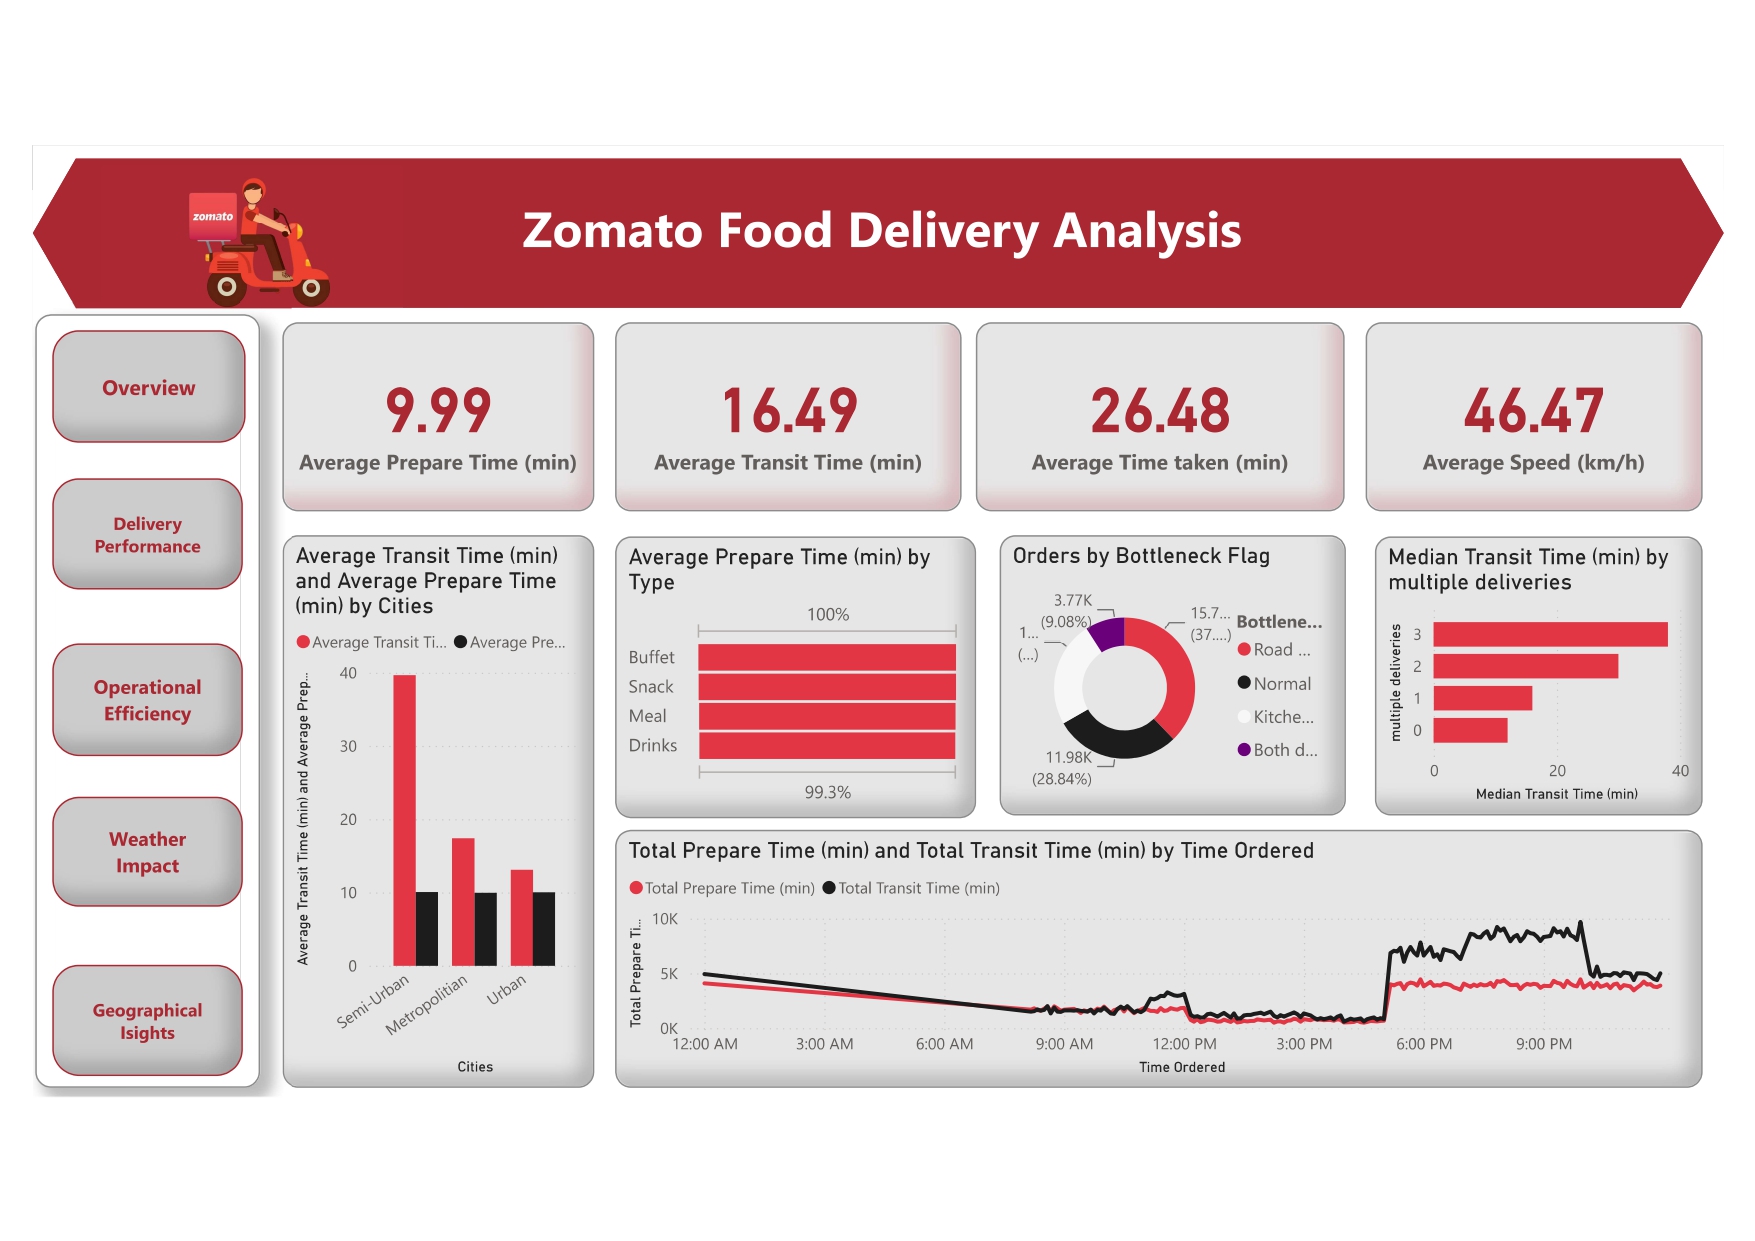 zomato
Zomato Food Delivery Analysis
Overview
Delivery
Performance
Operational
Efficiency
Weather
Impact
Geographical
Isights
9.99
Average Prepare Time (min)
16.49
Average Transit Time (min)
26.48
Average Time taken (min)
46.47
Average Speed (km/h)
Average Transit Time (min)
and Average Prepare Time
(min) by Cities
Average Transit Ti... Average Pre...
Average Transit Time (min) and Average Prep...
40
30
20
10
0
Semi-Urban
Metropolitian
Urban
Cities
Average Prepare Time (min) by
Type
100%
Buffet
Snack
Meal
Drinks
99.3%
Orders by Bottleneck Flag
3.77K
(9.08%)
1...
(...)
15.7...
(37....)
11.98K
(28.84%)
Bottlene...
Road ...
Normal
Kitche...
Both d...
Median Transit Time (min) by
multiple deliveries
multiple deliveries
3
2
1
0
0 20 40
Median Transit Time (min)
Total Prepare Time (min) and Total Transit Time (min) by Time Ordered
Total Prepare Time (min) Total Transit Time (min)
Total Prepare Ti...
10K
5K
0K
12:00 AM 3:00 AM 6:00 AM 9:00 AM 12:00 PM 3:00 PM 6:00 PM 9:00 PM
Time Ordered